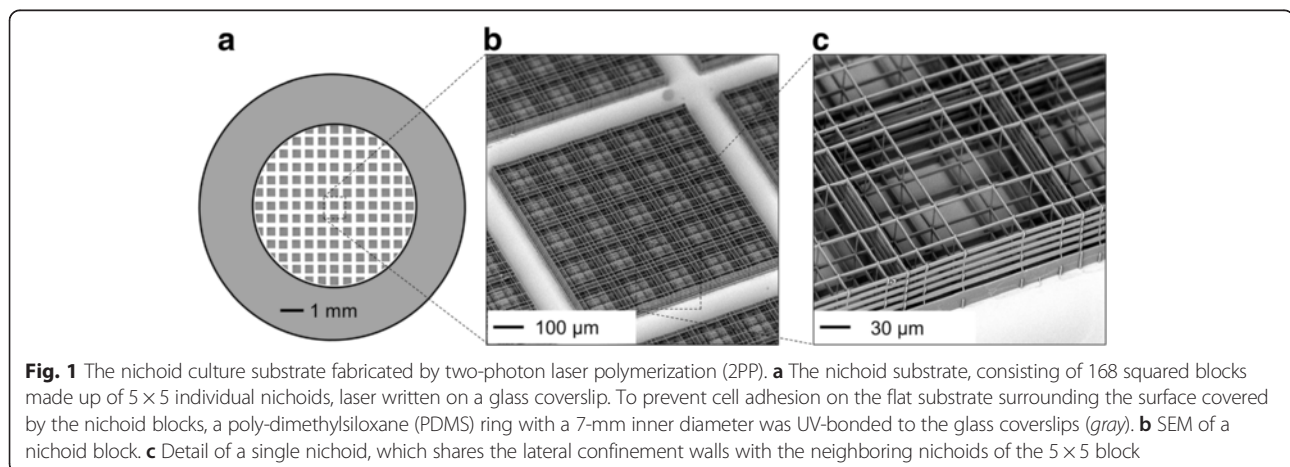 a
b
c
1 mm
100 µm
30 µm
Fig. 1 The nichoid culture substrate fabricated by two-photon laser polymerization (2PP). a The nichoid substrate, consisting of 168 squared blocks
made up of 5 × 5 individual nichoids, laser written on a glass coverslip. To prevent cell adhesion on the flat substrate surrounding the surface covered
by the nichoid blocks, a poly-dimethylsiloxane (PDMS) ring with a 7-mm inner diameter was UV-bonded to the glass coverslips (gray). b SEM of a
nichoid block. c Detail of a single nichoid, which shares the lateral confinement walls with the neighboring nichoids of the 5 × 5 block